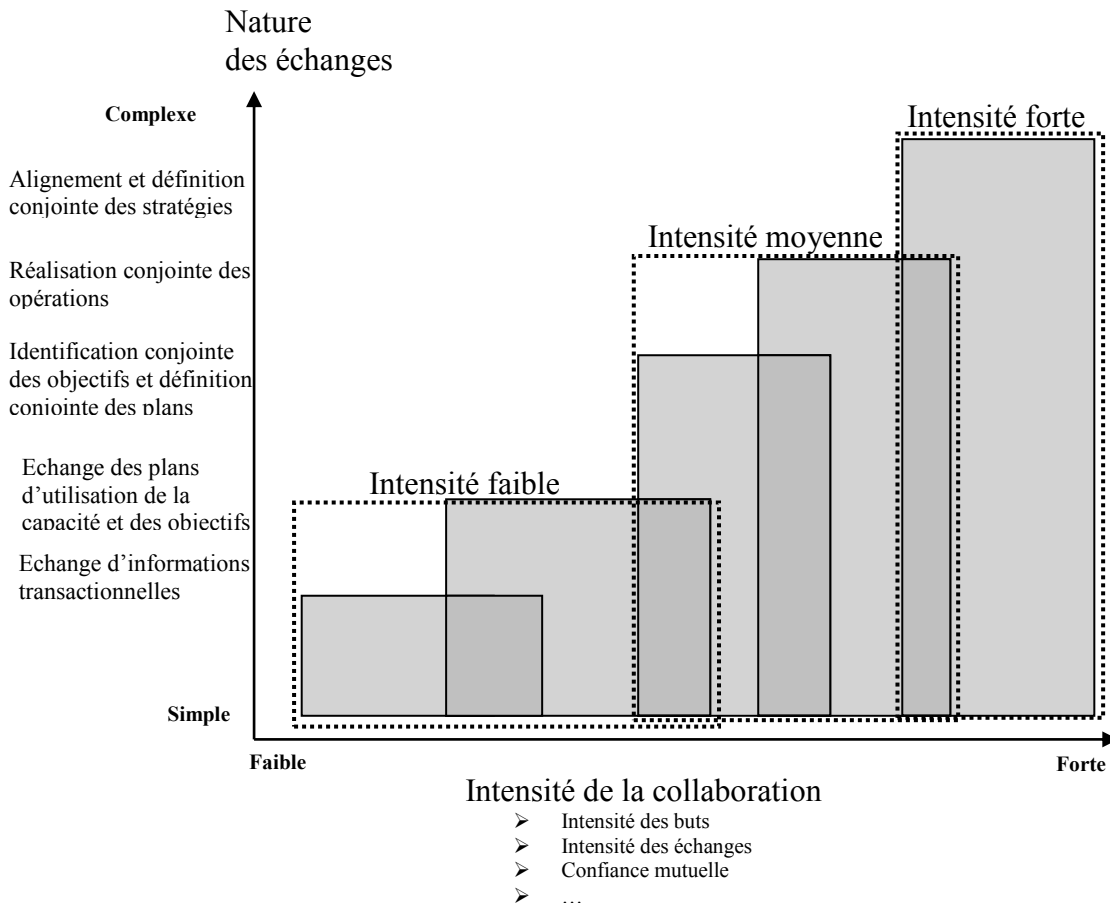 Nature
des échanges
Complexe
Intensité forte
Alignement et définition
conjointe des stratégies
Intensité moyenne
Réalisation conjointe des
opérations
Identification conjointe
des objectifs et définition
conjointe des plans
Echange des plans
d’utilisation de la
capacité et des objectifs
Intensité faible
Echange d’informations
transactionnelles
Simple
Faible
Forte
Intensité de la collaboration
➢ Intensité des buts
➢ Intensité des échanges
➢ Confiance mutuelle
➢ …